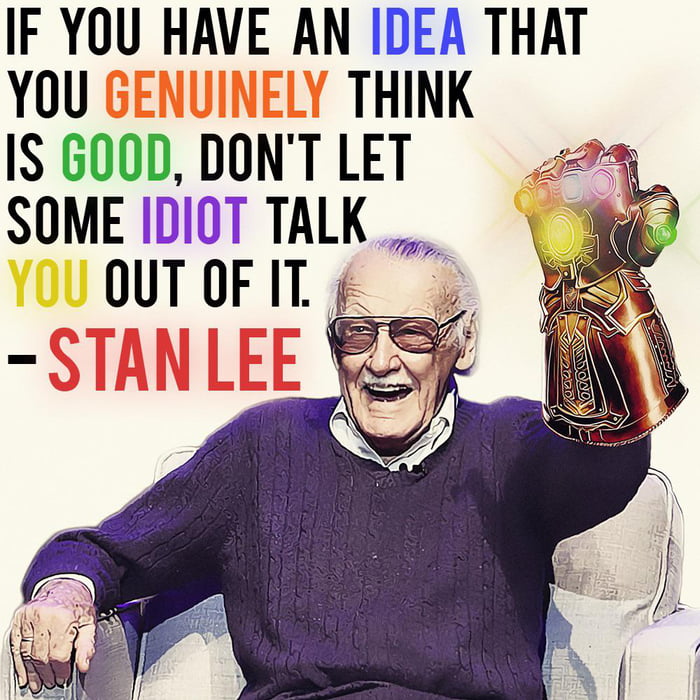 IF YOU HAVE AN IDEA THAT
YOU GENUINELY THINK
IS GOOD, DON'T LET
SOME IDIOT TALK
YOU OUT OF IT.
- STAN LEE